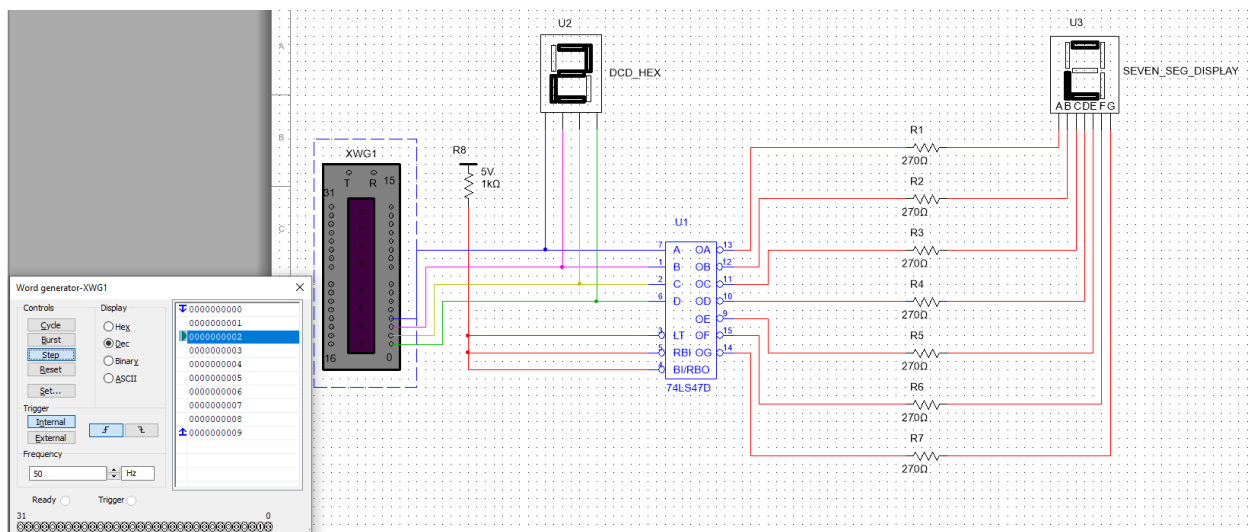 U2
U3
A
DCD_HEX
SEVEN_SEG_DISPLAY
A B C D E F G
B
XWG1
R8
R1
5V
1kΩ
270Ω
T R
31
15
R2
270Ω
C
U1
R3
270Ω
7 A OA 13
1 B OB 12
2 C OC 11
6 D OD 10
OE 9
3 LT OF 15
5 RBI OG 14
4 BI/RBO
74LS47D
16
0
R4
270Ω
R5
270Ω
R6
270Ω
R7
270Ω
Word generator-XWG1
Controls
Cycle
Burst
Step
Reset
Set...
Display
Hex
Dec
Binary
ASCII
Trigger
Internal
External
Frequency
50
Hz
Ready
Trigger
31
0
0000000000
0000000001
0000000002
0000000003
0000000004
0000000005
0000000006
0000000007
0000000008
0000000009